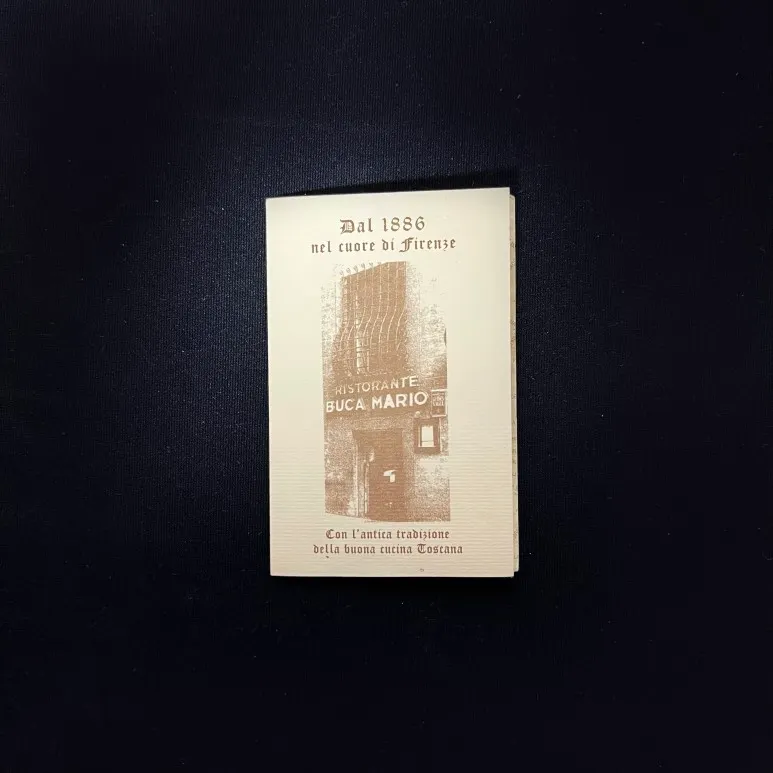 Dal 1886
nel cuore di Firenze
RISTORANTE
BUCA MARIO
Con l'antica tradizione
della buona cucina Toscana